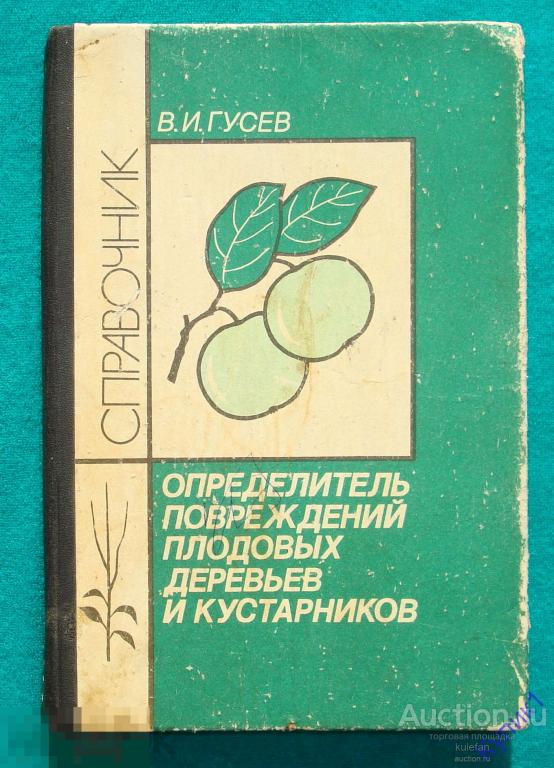 В.И.ГУСЕВ
СПРАВОЧНИК
ОПРЕДЕЛИТЕЛЬ
ПОВРЕЖДЕНИЙ
ПЛОДОВЫХ
ДЕРЕВЬЕВ
И КУСТАРНИКОВ
Auction.ru
торговая площадка
kulefan
auction.ru